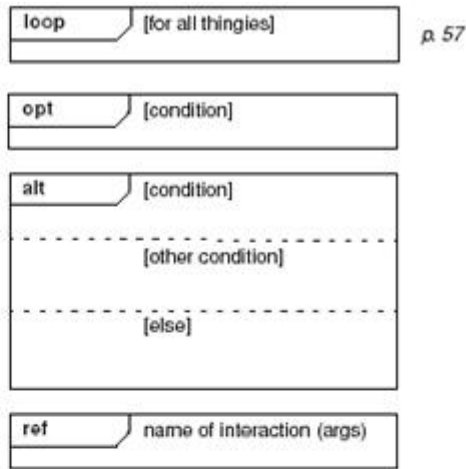 loop [for all thingies]
p. 57
opt [condition]
alt [condition]
[other condition]
[else]
ref name of interaction (args)